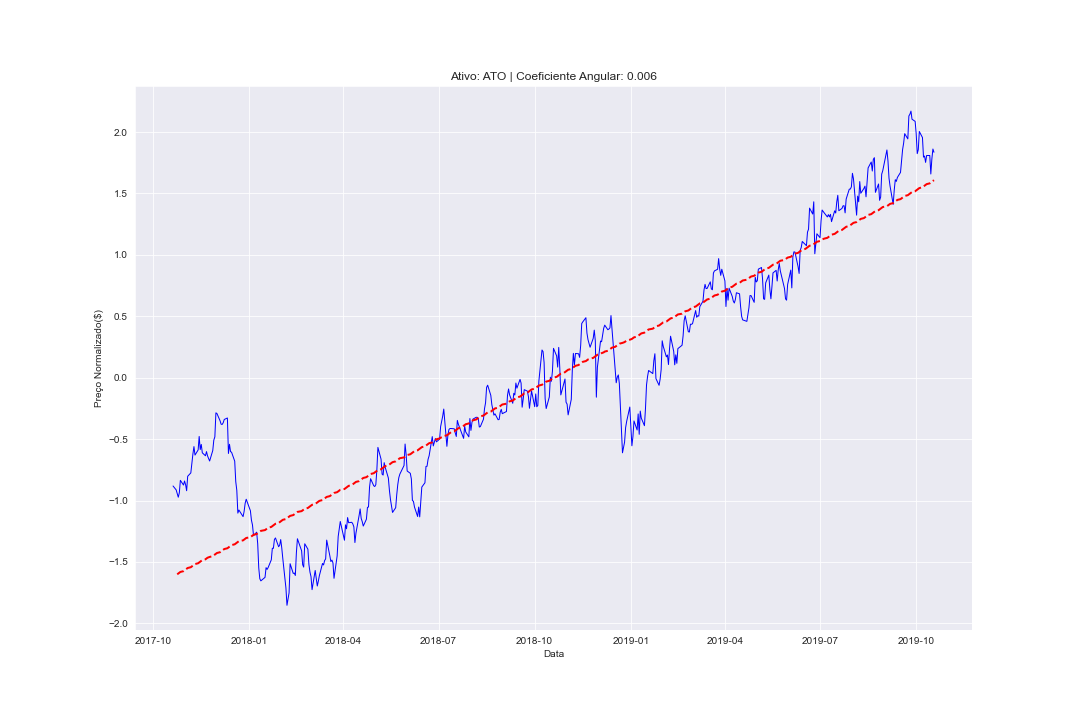 Ativo: ATO | Coeficiente Angular: 0.006
Preço Normalizado($)
2.0
1.5
1.0
0.5
0.0
−0.5
−1.0
−1.5
−2.0
2017-10 2018-01 2018-04 2018-07 2018-10 2019-01 2019-04 2019-07 2019-10
Data